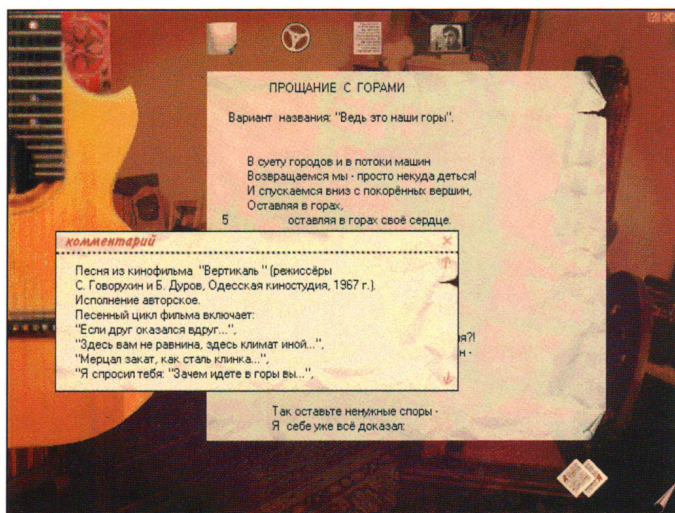 ПРОЩАНИЕ С ГОРАМИ
Вариант названия: "Ведь это наши горы".
В суету городов и в потоки машин
Возвращаемся мы - просто некуда деться!
И спускаемся вниз с покорённых вершин,
Оставляя в горах,
5 оставляя в горах своё сердце.
комментарий
Песня из кинофильма "Вертикаль" (режиссёры
С. Говорухин и Б. Дуров, Одесская киностудия, 1967 г.).
Исполнение авторское.
Песенный цикл фильма включает:
"Если друг оказался вдруг...",
"Здесь вам не равнина, здесь климат иной...",
"Мерцал закат, как сталь клинка...",
"Я спросил тебя: "Зачем идете в горы вы...",
я?!
н -
Так оставьте ненужные споры -
Я себе уже всё доказал: